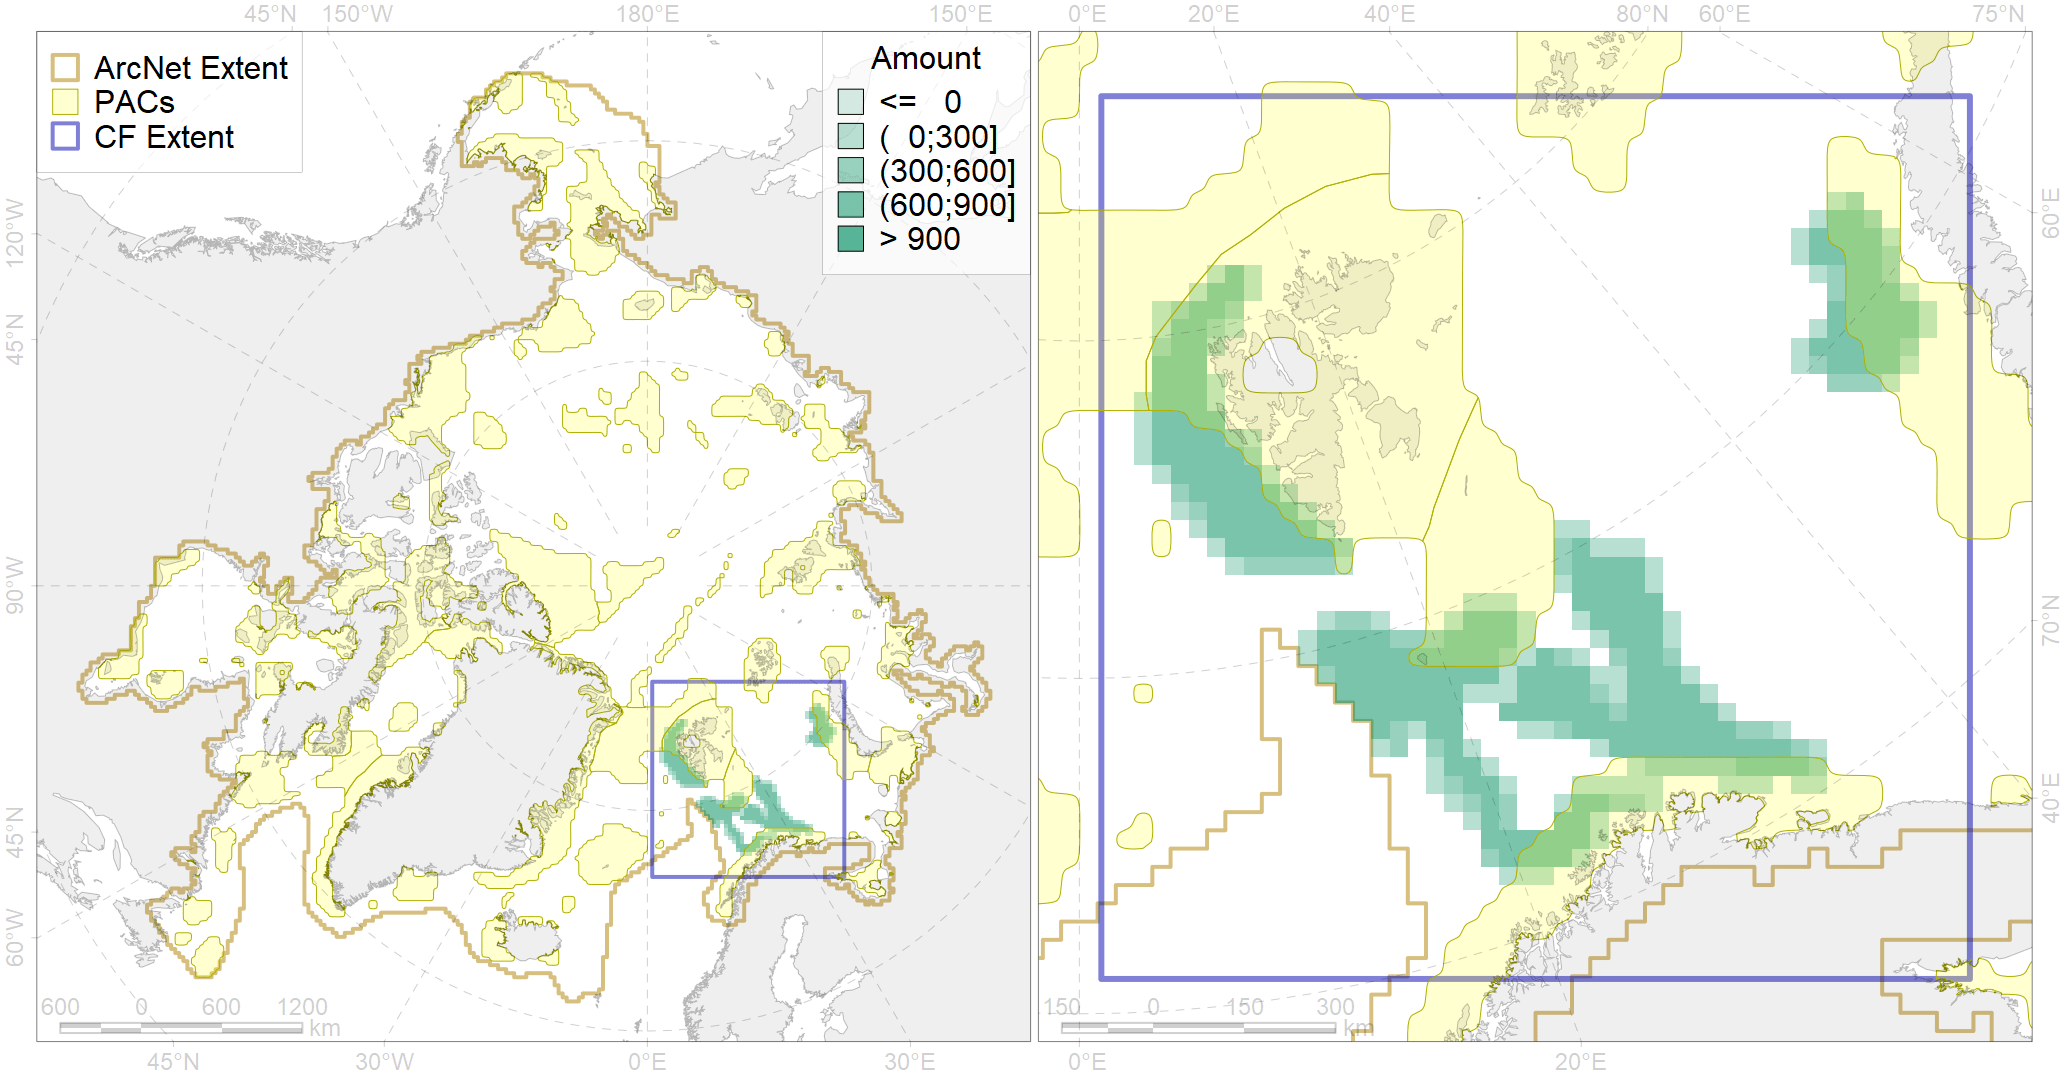 45°N 150°W 180°E 150°E 0°E 20°E 40°E 80°N 60°E 75°N
ArcNet Extent
PACs
CF Extent
Amount
<= 0
( 0;300]
(300;600]
(600;900]
> 900
120°W
45°N
90°W
45°N
60°W
60°E
70°N
40°E
600 0 600 1200
km
150 0 150 300
km
45°N 30°W 0°E 30°E 0°E 20°E